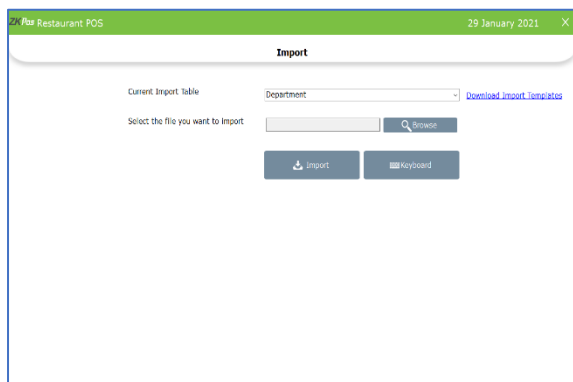 ZKPos Restaurant POS 29 January 2021 X
Import
Current Import Table Department Download Import Templates
Select the file you want to import Browse
Import Keyboard